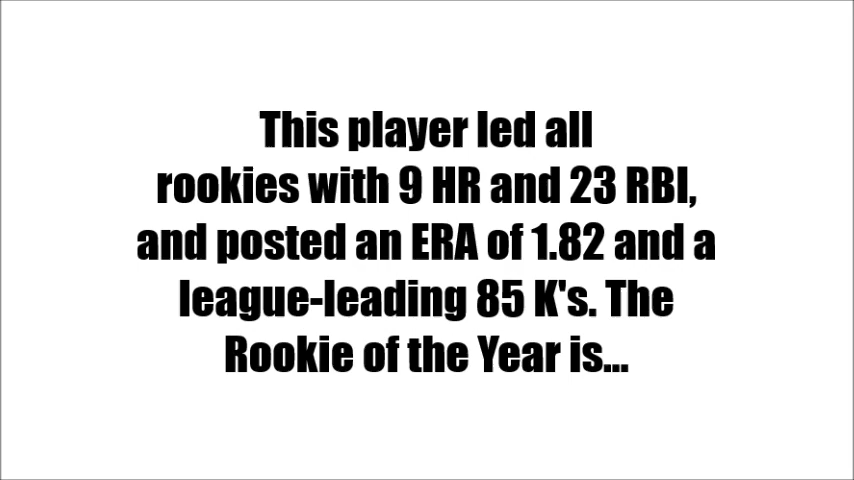 This player led all
rookies with 9 HR and 23 RBI,
and posted an ERA of 1.82 and a
league-leading 85 K's. The
Rookie of the Year is...